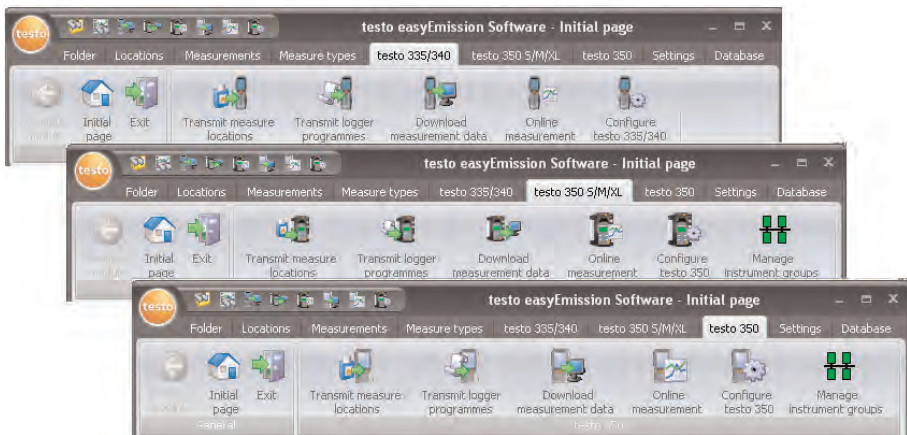 testo
testo easyEmission Software - Initial page
Folder Locations Measurements Measure types testo 335/340 testo 350 S/M/XL testo 350 Settings Database
Initial page
Exit
Transmit measure locations
Transmit logger programmes
Download measurement data
Online measurement
Configure testo 335/340
testo
testo easyEmission Software - Initial page
Folder Locations Measurements Measure types testo 335/340 testo 350 S/M/XL testo 350 Settings Database
Initial page
Exit
Transmit measure locations
Transmit logger programmes
Download measurement data
Online measurement
Configure testo 350
Manage instrument groups
testo
testo easyEmission Software - Initial page
Folder Locations Measurements Measure types testo 335/340 testo 350 S/M/XL testo 350 Settings Database
Initial page
Exit
Transmit measure locations
Transmit logger programmes
Download measurement data
Online measurement
Configure testo 350
Manage instrument groups
General
testo 350